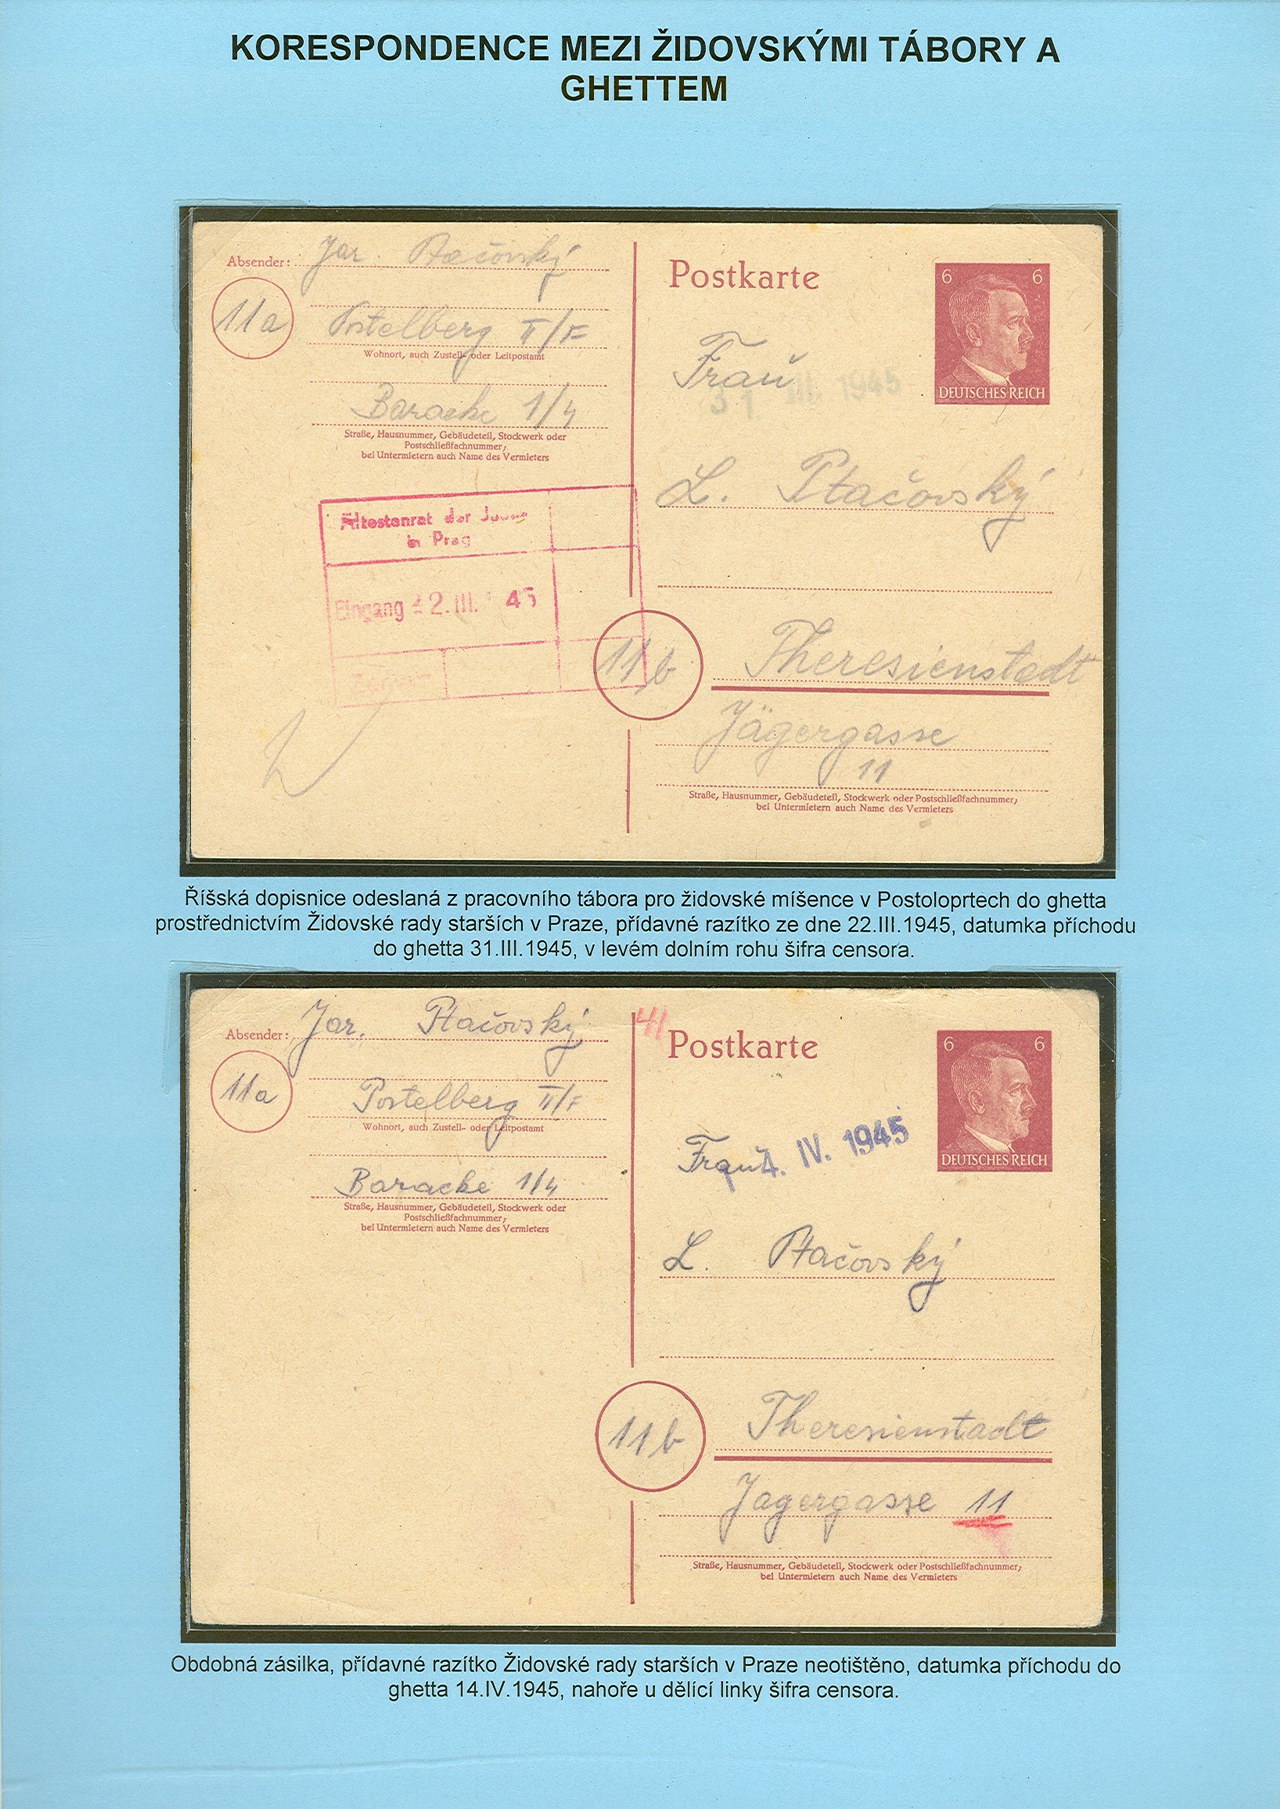 KORESPONDENCE MEZI ŽIDOVSKÝMI TÁBORY A
GHETTEM
Absender: Jar. Ptačovský
11a
Postelberg II/F
Wohnort, auch Zustell- oder Leitpostamt
Baracke 1/4
Straße, Hausnummer, Gebäudeteil, Stockwerk oder
Postschließfachnummer;
bei Untermietern auch Name des Vermieters
Ältestenrat der Juden
in Prag
Eingang 22. III. 45
Postkarte
6 6
DEUTSCHES REICH
Frau
31. III. 1945
L. Ptačovský
11b
Theresienstadt
Jägergasse
11
Straße, Hausnummer, Gebäudeteil, Stockwerk oder Postschließfachnummer;
bei Untermietern auch Name des Vermieters
Říšská dopisnice odeslaná z pracovního tábora pro židovské míšence v Postoloprtech do ghetta
prostřednictvím Židovské rady starších v Praze, přídavné razítko ze dne 22.III.1945, datumka příchodu
do ghetta 31.III.1945, v levém dolním rohu šifra censora.
Absender: Jar. Ptačovský
11a
Postelberg II/F
Wohnort, auch Zustell- oder Leitpostamt
Baracke 1/4
Straße, Hausnummer, Gebäudeteil, Stockwerk oder
Postschließfachnummer;
bei Untermietern auch Name des Vermieters
41
Postkarte
6 6
DEUTSCHES REICH
Frau
14. IV. 1945
L. Ptačovský
11b
Theresienstadt
Jagergasse 11
Straße, Hausnummer, Gebäudeteil, Stockwerk oder Postschließfachnummer;
bei Untermietern auch Name des Vermieters
Obdobná zásilka, přídavné razítko Židovské rady starších v Praze neotištěno, datumka příchodu do
ghetta 14.IV.1945, nahoře u dělící linky šifra censora.